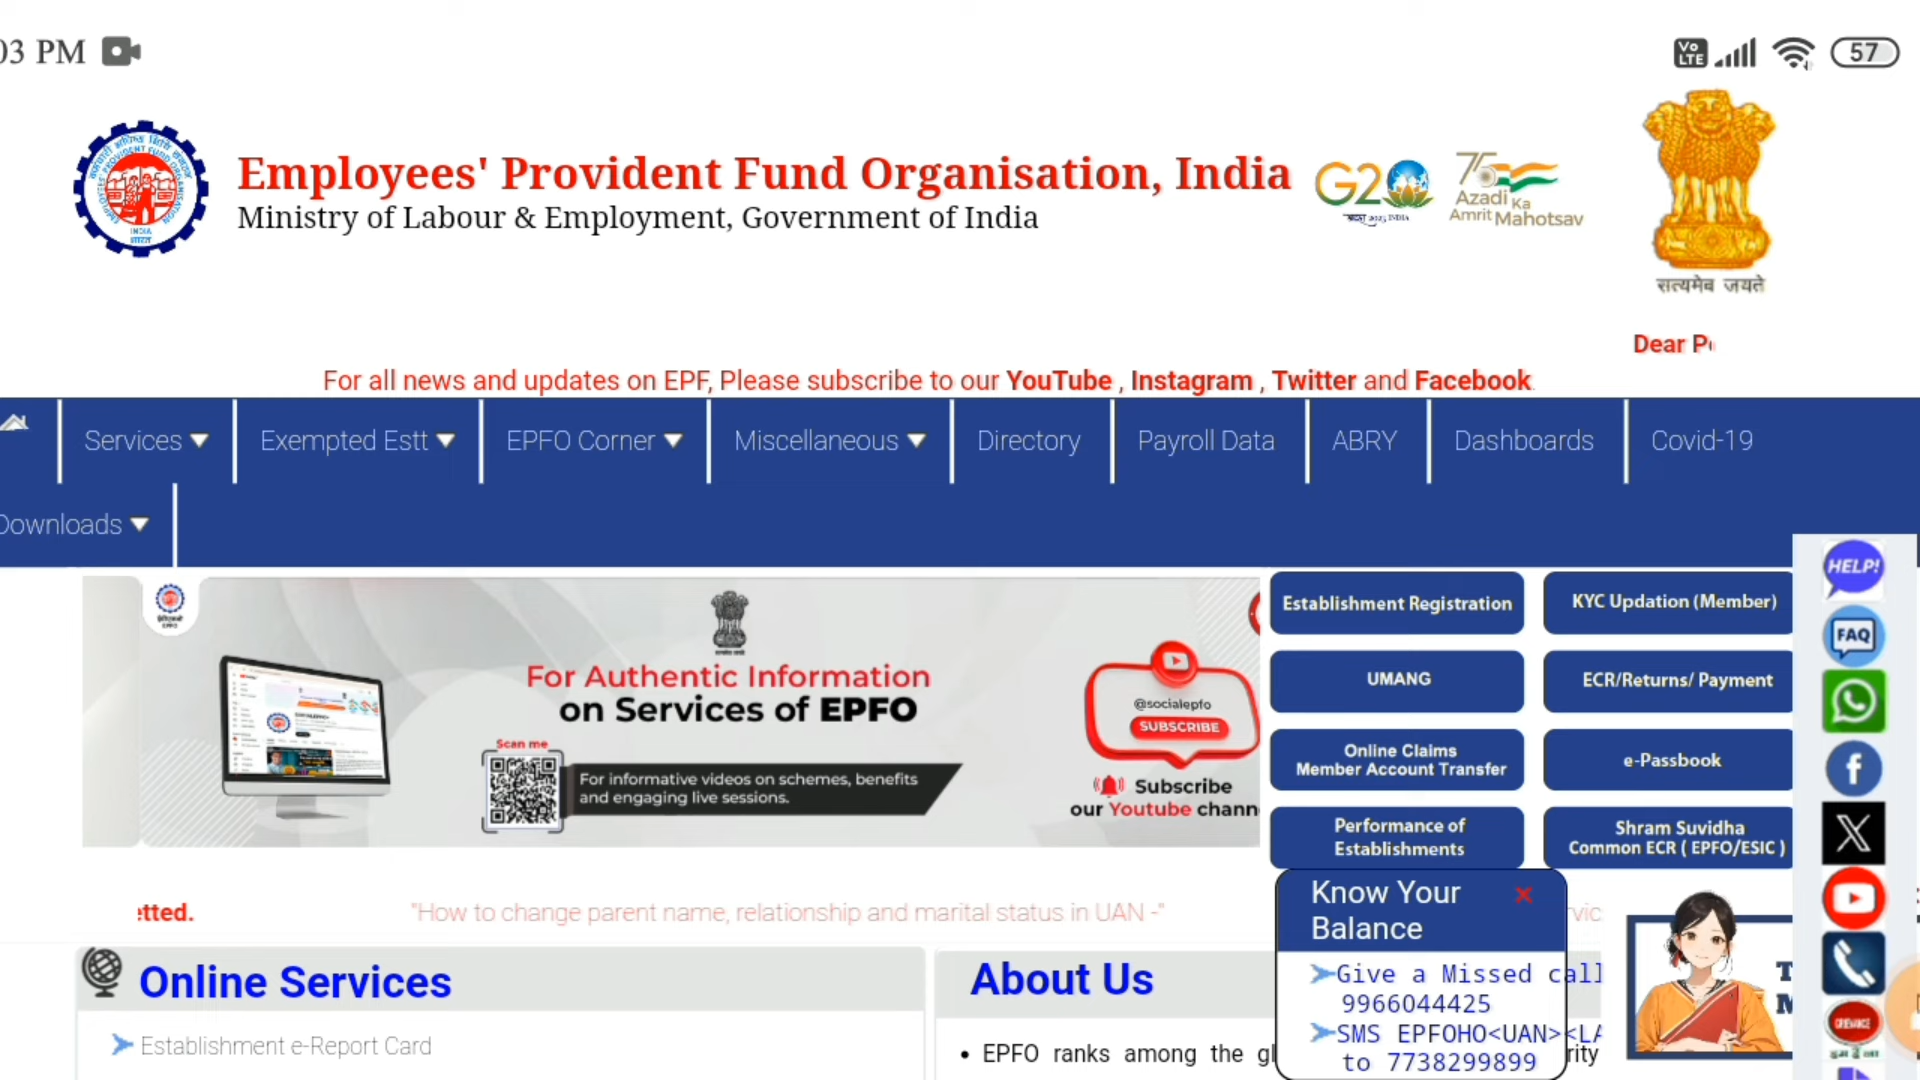 03 PM
Vo LTE
57
Employees' Provident Fund Organisation, India
Ministry of Labour & Employment, Government of India
G20
75
Azadi Ka
Amrit Mahotsav
सत्यमेव जयते
Dear P
For all news and updates on EPF, Please subscribe to our YouTube , Instagram , Twitter and Facebook
Services
Exempted Estt
EPFO Corner
Miscellaneous
Directory
Payroll Data
ABRY
Dashboards
Covid-19
Downloads
For Authentic Information
on Services of EPFO
Scan me
For informative videos on schemes, benefits
and engaging live sessions.
@socialepfo
SUBSCRIBE
Subscribe
our Youtube chann
Establishment Registration
KYC Updation (Member)
UMANG
ECR/Returns/ Payment
Online Claims
Member Account Transfer
e-Passbook
Performance of
Establishments
Shram Suvidha
Common ECR ( EPFO/ESIC )
HELP!
FAQ
etted.
"How to change parent name, relationship and marital status in UAN -"
Know Your
Balance
Give a Missed call
9966044425
SMS EPFOHO<UAN><LA
to 7738299899
Online Services
Establishment e-Report Card
About Us
• EPFO ranks among the gl
rity